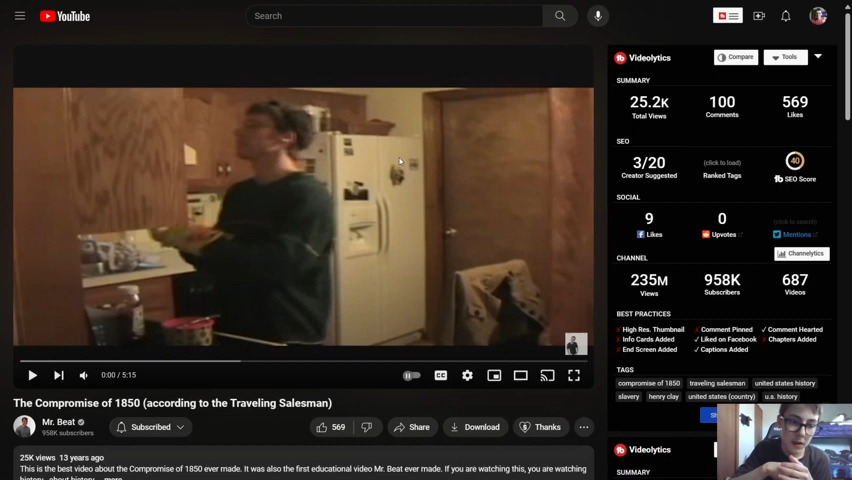 YouTube
Search
Videolytics
Compare
Tools
SUMMARY
25.2K
100
569
Total Views
Comments
Likes
SEO
3/20
(click to load)
40
Creator Suggested
Ranked Tags
SEO Score
SOCIAL
9
0
(click to search)
Likes
Upvotes
Mentions
CHANNEL
Channelytics
235M
958K
687
Views
Subscribers
Videos
BEST PRACTICES
✗ High Res. Thumbnail ✗ Comment Pinned ✓ Comment Hearted
✗ Info Cards Added ✓ Liked on Facebook ✗ Chapters Added
✓ End Screen Added ✓ Captions Added
TAGS
compromise of 1850 traveling salesman united states history
slavery henry clay united states (country) u.s. history
Videolytics
SUMMARY
0:00 / 5:15
CC
The Compromise of 1850 (according to the Traveling Salesman)
Mr. Beat
958K subscribers
Subscribed
569
Share
Download
Thanks
25K views 13 years ago
This is the best video about the Compromise of 1850 ever made. It was also the first educational video Mr. Beat ever made. If you are watching this, you are watching
history...about history. ...more